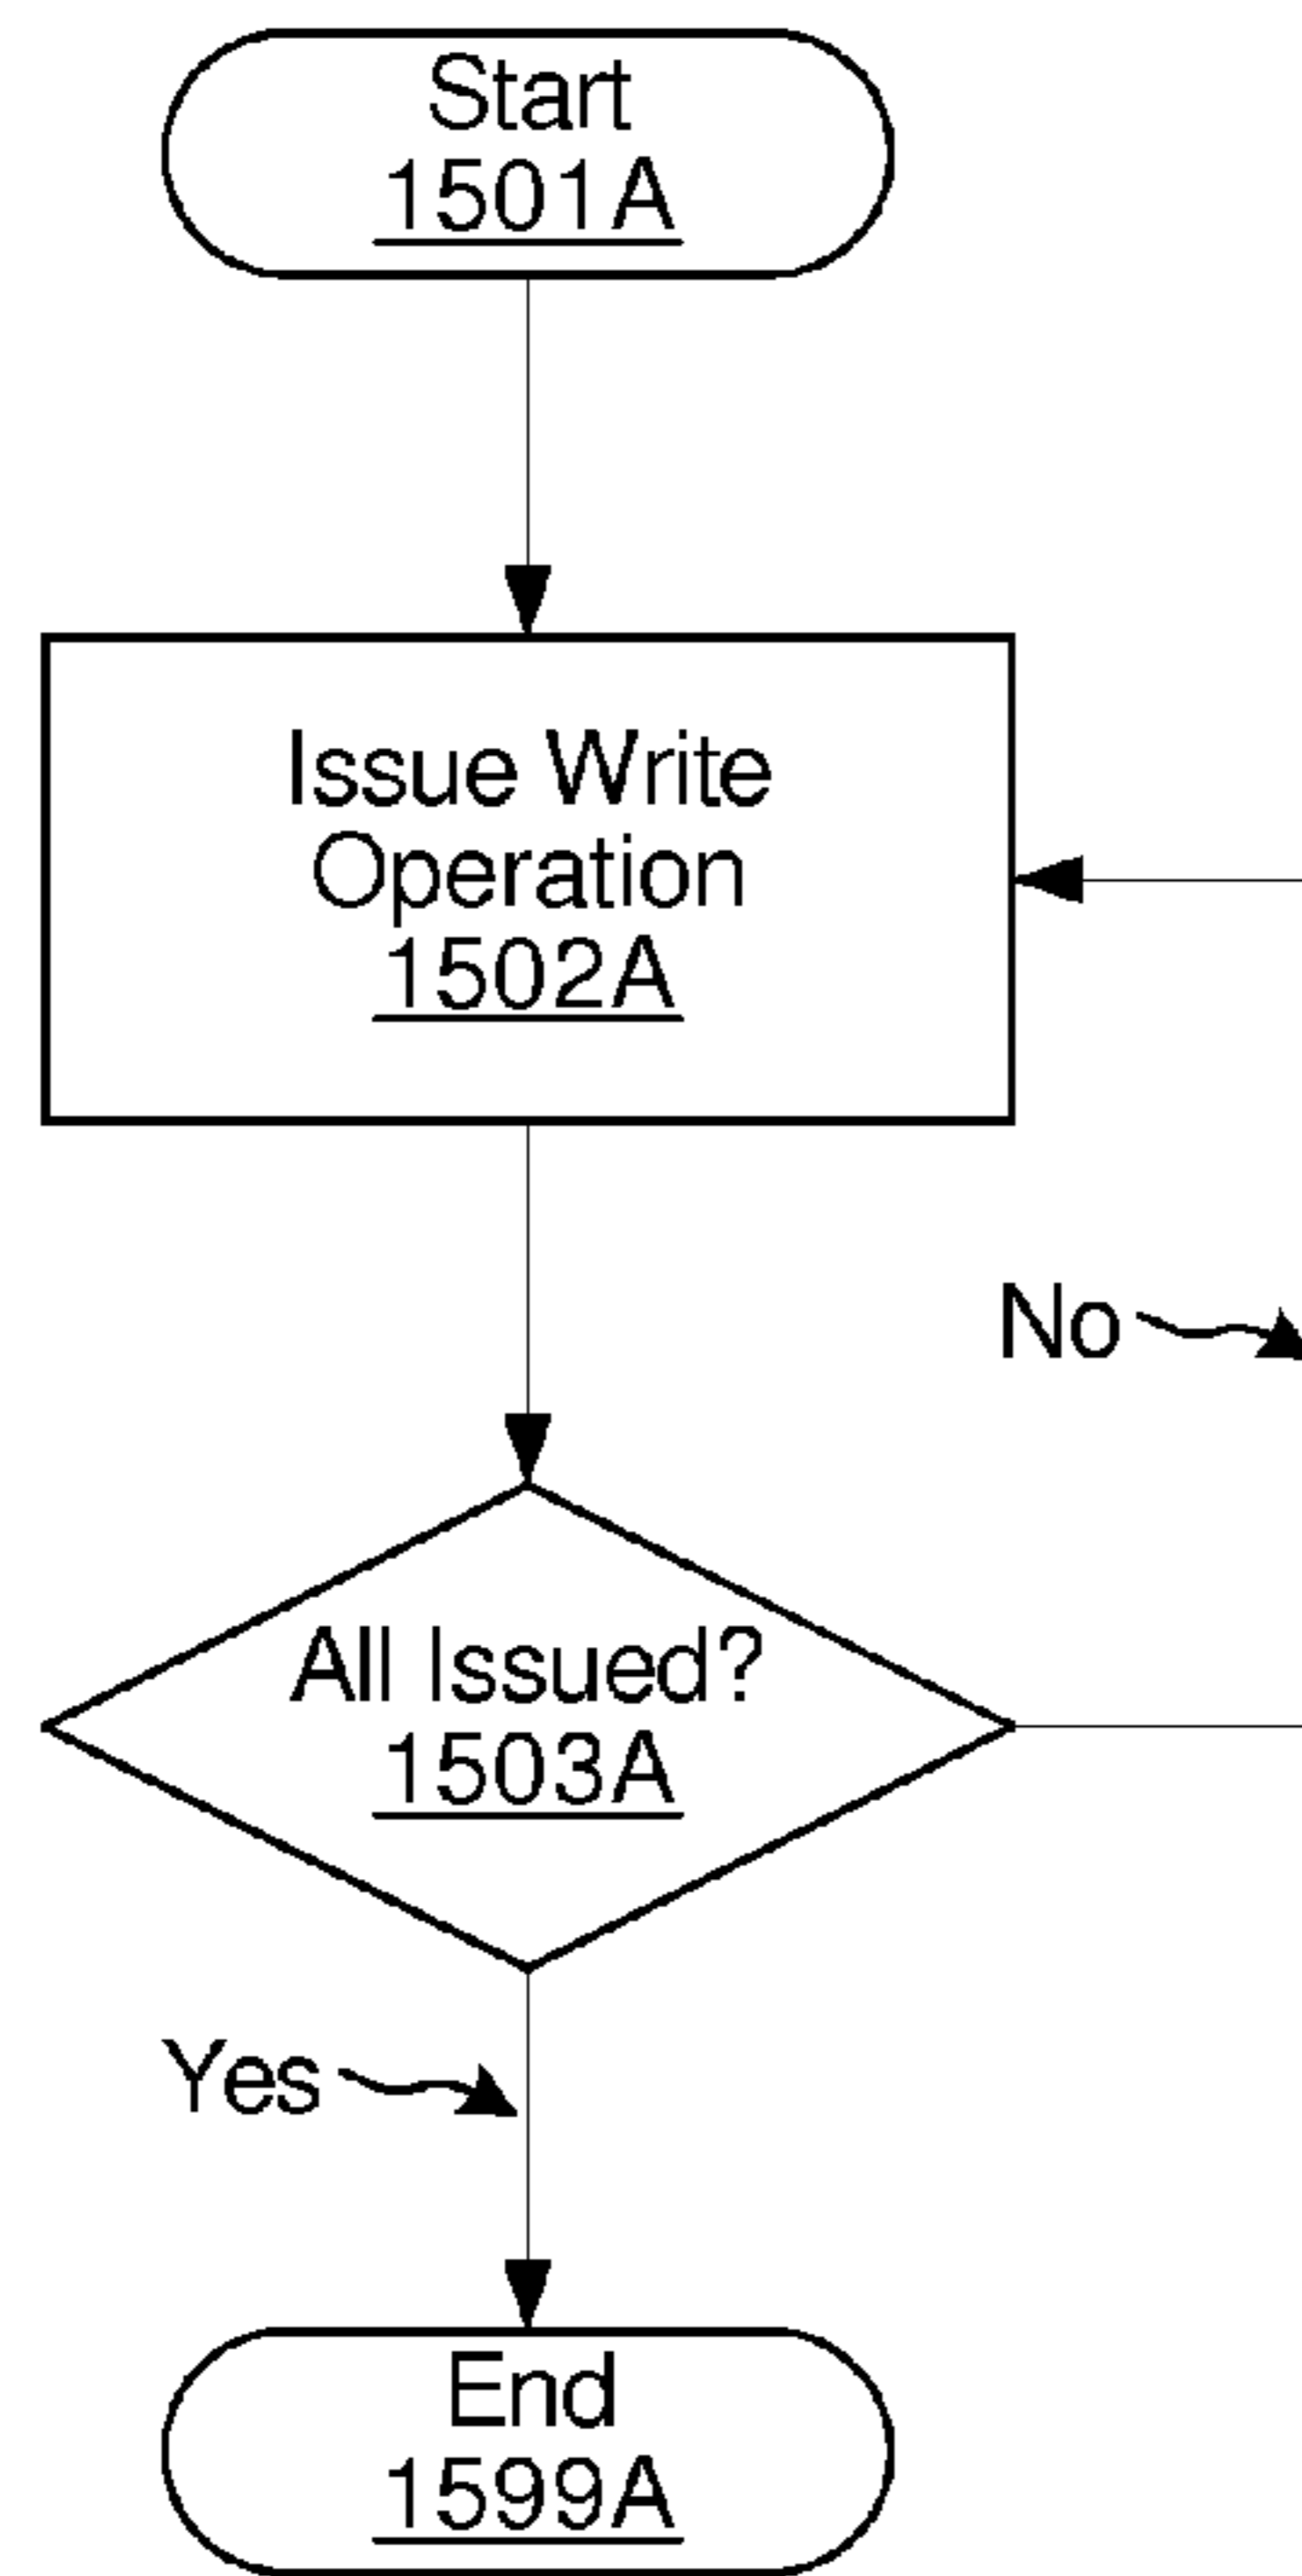 Start
1501A
Issue Write
Operation
1502A
No
All Issued?
1503A
Yes
End
1599A